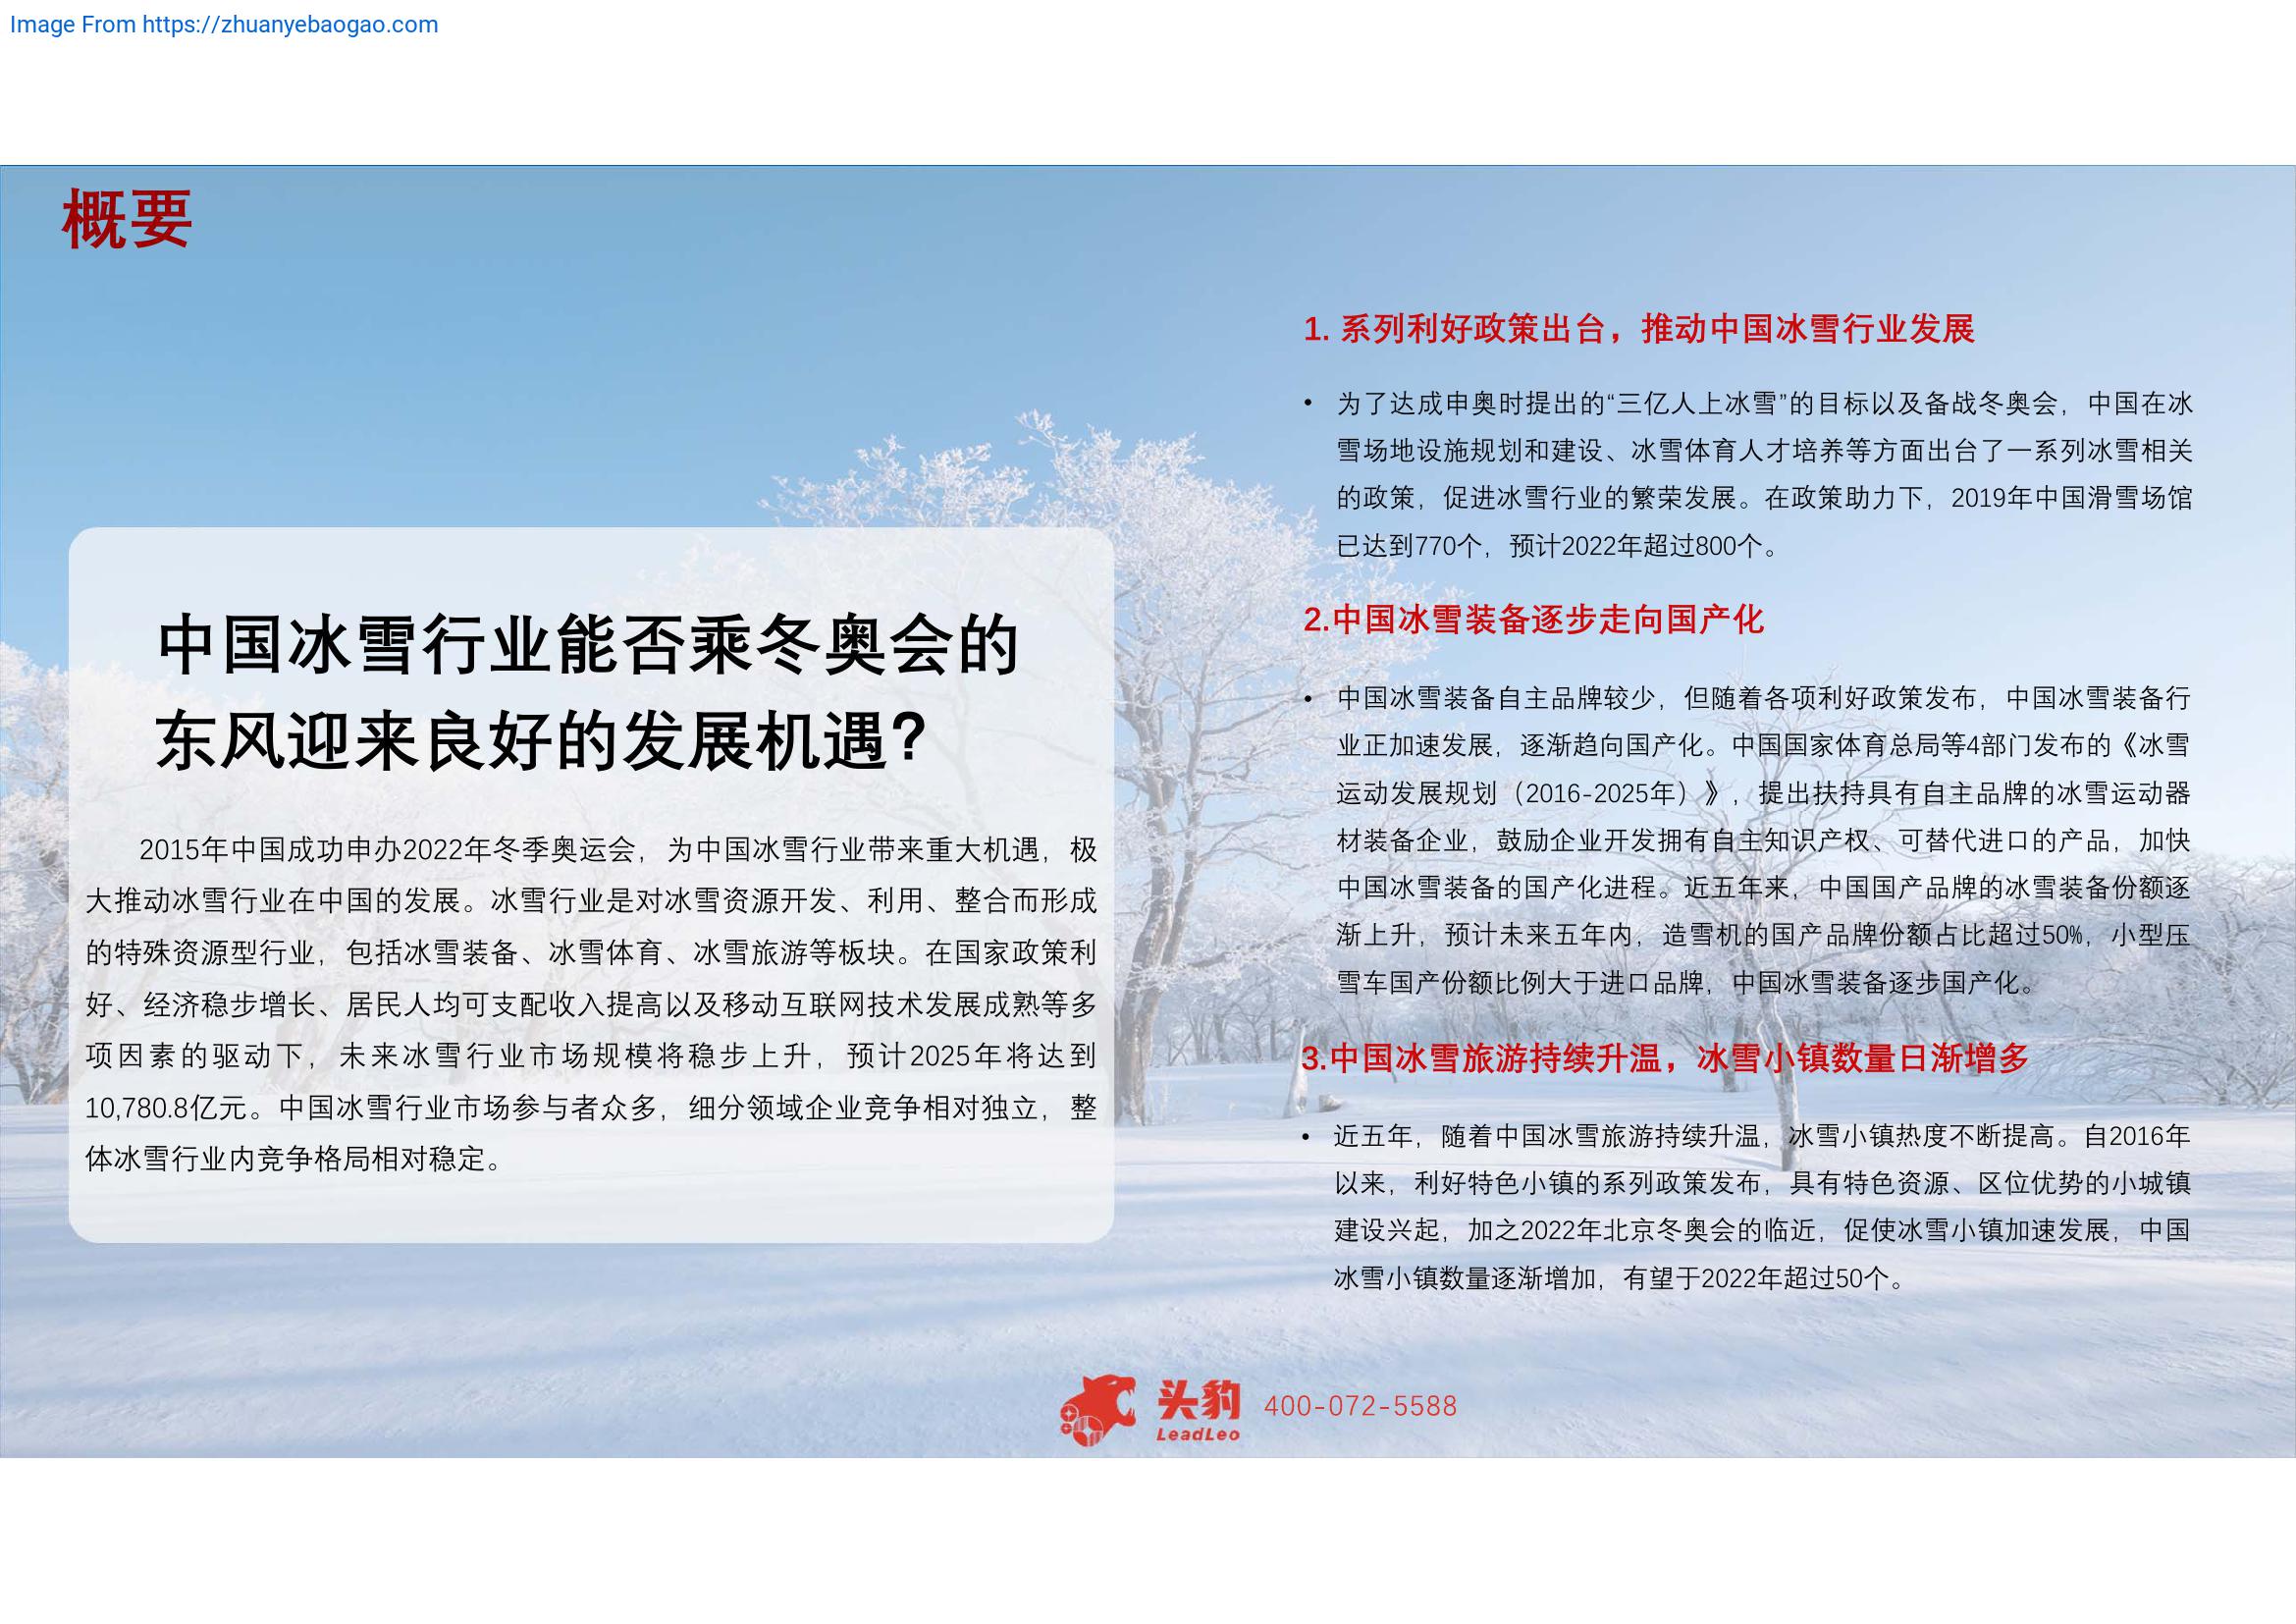 Image From https://zhuanyebaogao.com
概要
中国冰雪行业能否乘冬奥会的
东风迎来良好的发展机遇？
2015年中国成功申办2022年冬季奥运会，为中国冰雪行业带来重大机遇，极
大推动冰雪行业在中国的发展。冰雪行业是对冰雪资源开发、利用、整合而形成
的特殊资源型行业，包括冰雪装备、冰雪体育、冰雪旅游等板块。在国家政策利
好、经济稳步增长、居民人均可支配收入提高以及移动互联网技术发展成熟等多
项因素的驱动下，未来冰雪行业市场规模将稳步上升，预计2025年将达到
10,780.8亿元。中国冰雪行业市场参与者众多，细分领域企业竞争相对独立，整
体冰雪行业内竞争格局相对稳定。
1. 系列利好政策出台，推动中国冰雪行业发展
• 为了达成申奥时提出的“三亿人上冰雪”的目标以及备战冬奥会，中国在冰
雪场地设施规划和建设、冰雪体育人才培养等方面出台了一系列冰雪相关
的政策，促进冰雪行业的繁荣发展。在政策助力下，2019年中国滑雪场馆
已达到770个，预计2022年超过800个。
2.中国冰雪装备逐步走向国产化
• 中国冰雪装备自主品牌较少，但随着各项利好政策发布，中国冰雪装备行
业正加速发展，逐渐趋向国产化。中国国家体育总局等4部门发布的《冰雪
运动发展规划（2016-2025年）》，提出扶持具有自主品牌的冰雪运动器
材装备企业，鼓励企业开发拥有自主知识产权、可替代进口的产品，加快
中国冰雪装备的国产化进程。近五年来，中国国产品牌的冰雪装备份额逐
渐上升，预计未来五年内，造雪机的国产品牌份额占比超过50%，小型压
雪车国产份额比例大于进口品牌，中国冰雪装备逐步国产化。
3.中国冰雪旅游持续升温，冰雪小镇数量日渐增多
• 近五年，随着中国冰雪旅游持续升温，冰雪小镇热度不断提高。自2016年
以来，利好特色小镇的系列政策发布，具有特色资源、区位优势的小城镇
建设兴起，加之2022年北京冬奥会的临近，促使冰雪小镇加速发展，中国
冰雪小镇数量逐渐增加，有望于2022年超过50个。
头豹
LeadLeo
400-072-5588